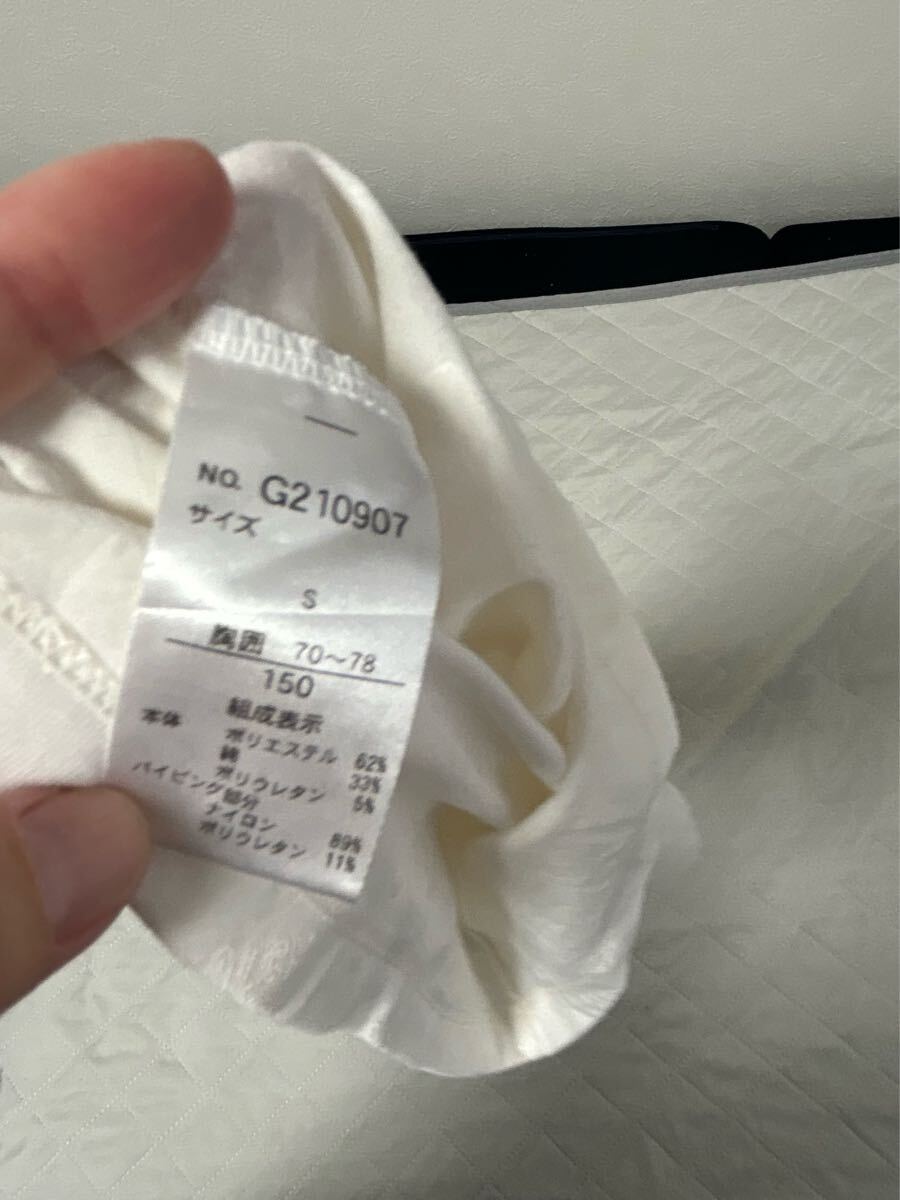 NO. G210907
サイズ
S
胸囲 70～78
150
組成表示
本体
ポリエステル 62%
綿 33%
ポリウレタン 5%
パイピング部分
ナイロン 89%
ポリウレタン 11%